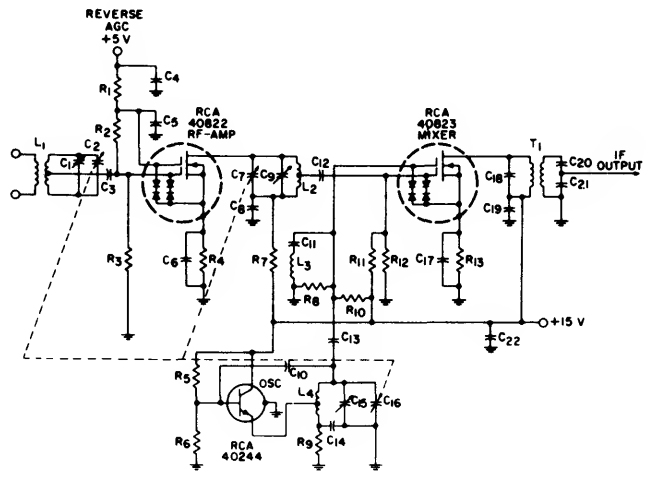 REVERSE
AGC
+5 V
C4
R1
C5
RCA
40822
RF-AMP
RCA
40823
MIXER
L1
C2
C1
R2
C3
C7
C9
L2
C12
C8
T1
C18
C19
C20
C21
IF
OUTPUT
R3
C6
R4
R7
C11
L3
R8
R11
R12
R10
C17
R13
C13
C22
+15 V
R5
C10
OSC
L4
C15
C16
R6
RCA
40244
R9
C14